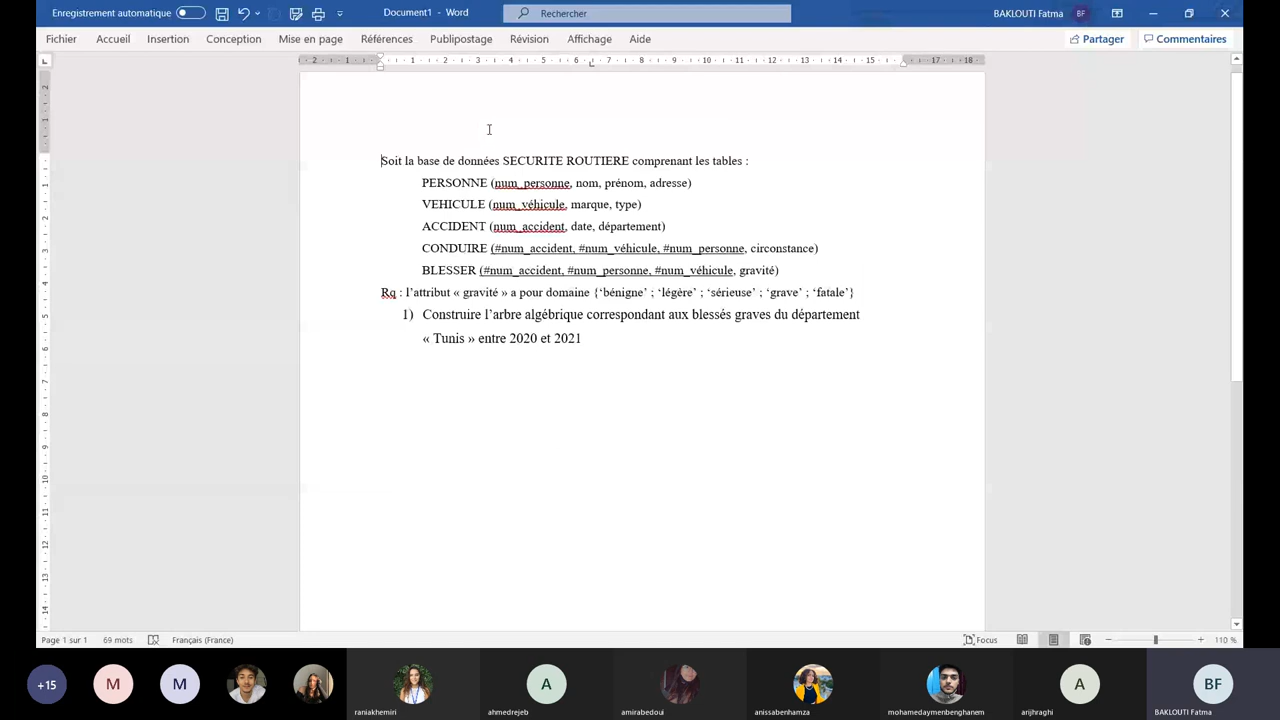 Enregistrement automatique
Document1 - Word
Rechercher
BAKLOUTI Fatma
BF
Fichier
Accueil
Insertion
Conception
Mise en page
Références
Publipostage
Révision
Affichage
Aide
Partager
Commentaires
Soit la base de données SECURITE ROUTIERE comprenant les tables :
PERSONNE (num_personne, nom, prénom, adresse)
VEHICULE (num_véhicule, marque, type)
ACCIDENT (num_accident, date, département)
CONDUIRE (#num_accident, #num_véhicule, #num_personne, circonstance)
BLESSER (#num_accident, #num_personne, #num_véhicule, gravité)
Rq : l’attribut « gravité » a pour domaine {‘bénigne’ ; ‘légère’ ; ‘sérieuse’ ; ‘grave’ ; ‘fatale’}
1) Construire l’arbre algébrique correspondant aux blessés graves du département
« Tunis » entre 2020 et 2021
Page 1 sur 1
69 mots
Français (France)
Focus
110 %
+15
M
M
A
A
BF
raniakhemiri
ahmedrejeb
amirabedoui
anissabenhamza
mohamedaymenbenghanem
arijhraghi
BAKLOUTI Fatma